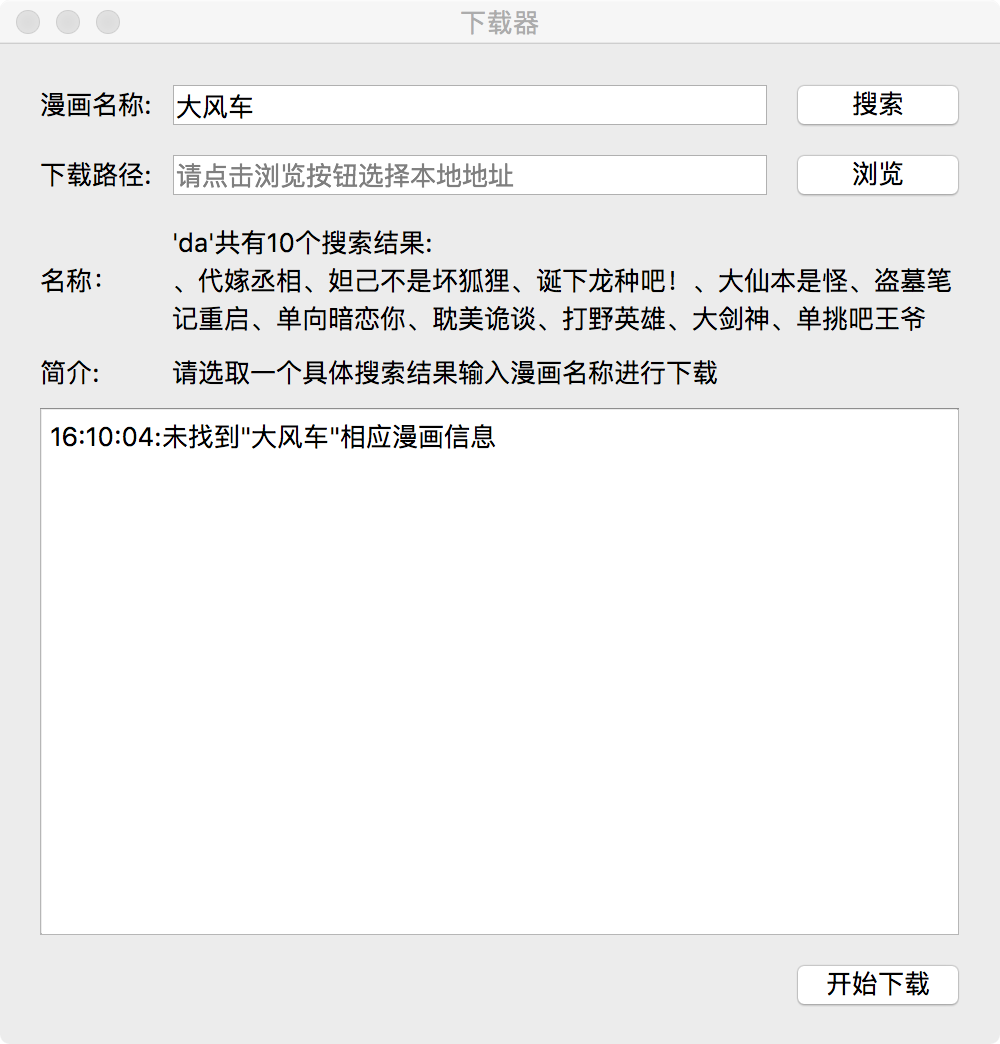 下载器
漫画名称: 大风车 搜索
下载路径: 请点击浏览按钮选择本地地址 浏览
'da'共有10个搜索结果:
名称： 、代嫁丞相、妲己不是坏狐狸、诞下龙种吧！、大仙本是怪、盗墓笔
记重启、单向暗恋你、耽美诡谈、打野英雄、大剑神、单挑吧王爷
简介: 请选取一个具体搜索结果输入漫画名称进行下载
16:10:04:未找到"大风车"相应漫画信息
开始下载